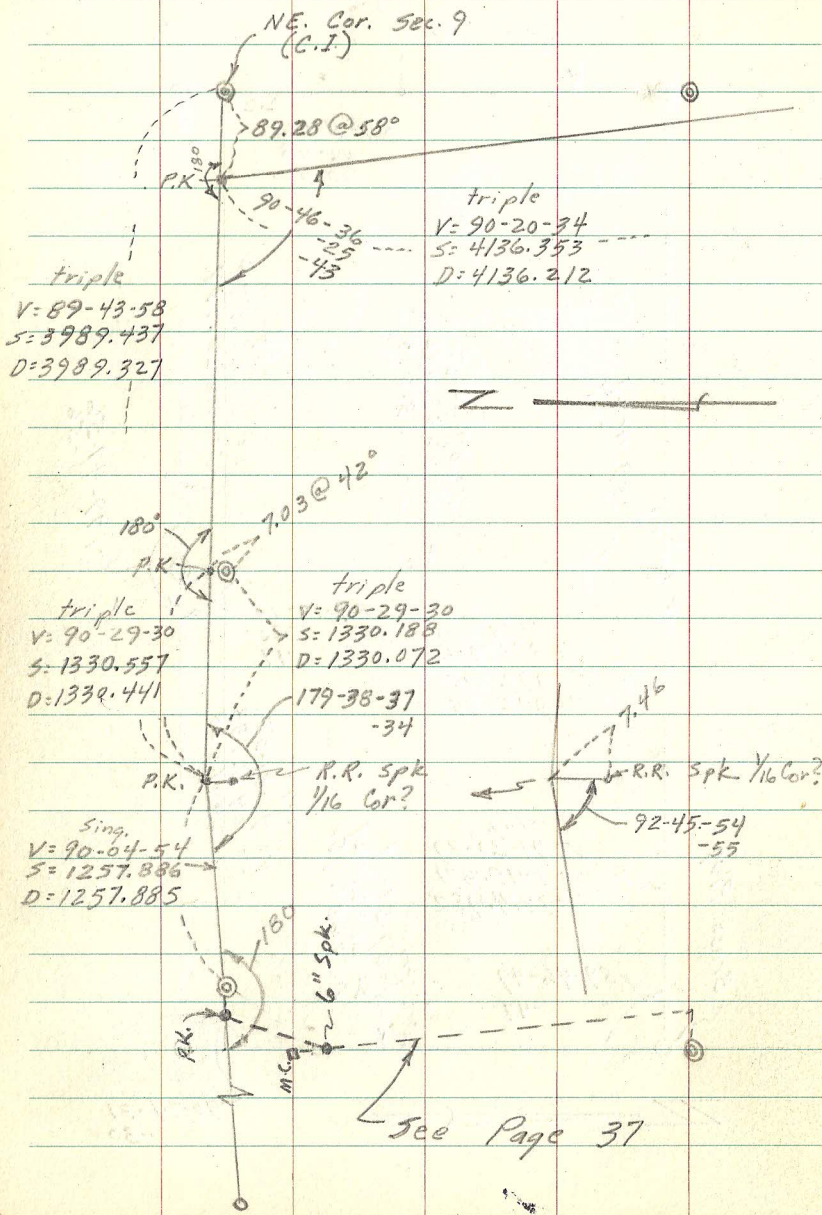 NE. Cor. Sec. 9
(C.I.)
89.28 @ 58°
180
P.K
90-46-36
-25
-43
triple
V= 90-20-34
S= 4136.353
D= 4136.212
triple
V= 89-43-58
S= 3989.437
D= 3989.327
N
7.03 @ 42°
180°
P.K
triple
V= 90-29-30
S= 1330.557
D= 1330.441
triple
V= 90-29-30
S= 1330.188
D= 1330.072
179-38-37
-34
7.46
P.K.
R.R. Spk
1/16 Cor?
R.R. Spk 1/16 Cor?
92-45-54
-55
Sing.
V= 90-04-54
S= 1257.886
D= 1257.885
180
6" Spk.
P.K.
M.C.
See Page 37